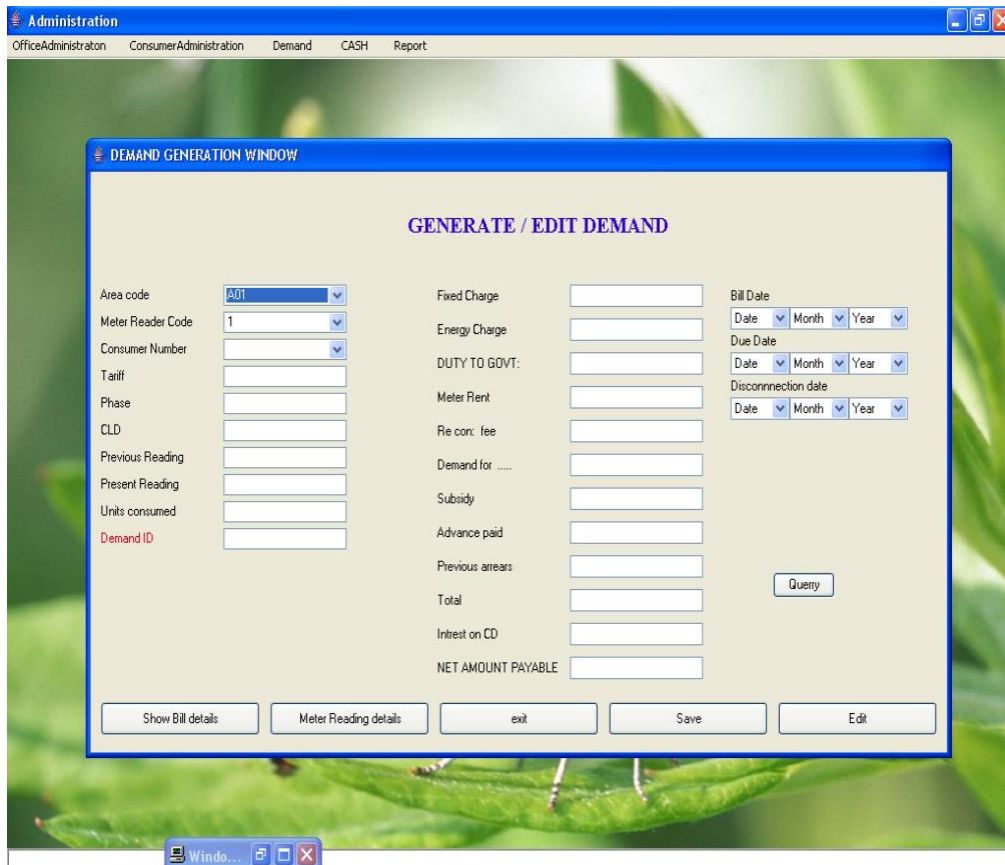 Administration
OfficeAdministraton ConsumerAdministration Demand CASH Report
DEMAND GENERATION WINDOW
GENERATE / EDIT DEMAND
Area code A01
Meter Reader Code 1
Consumer Number
Tariff
Phase
CLD
Previous Reading
Present Reading
Units consumed
Demand ID
Fixed Charge
Energy Charge
DUTY TO GOVT:
Meter Rent
Re con: fee
Demand for .....
Subsidy
Advance paid
Previous arrears
Total
Intrest on CD
NET AMOUNT PAYABLE
Bill Date
Date Month Year
Due Date
Date Month Year
Disconnnection date
Date Month Year
Querry
Show Bill details Meter Reading details exit Save Edit
Windo...